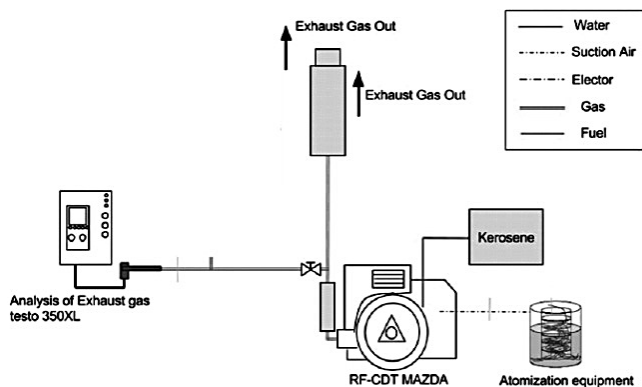 Exhaust Gas Out
Exhaust Gas Out
Water
Suction Air
Elector
Gas
Fuel
Kerosene
Analysis of Exhaust gas
testo 350XL
RF-CDT MAZDA
Atomization equipment